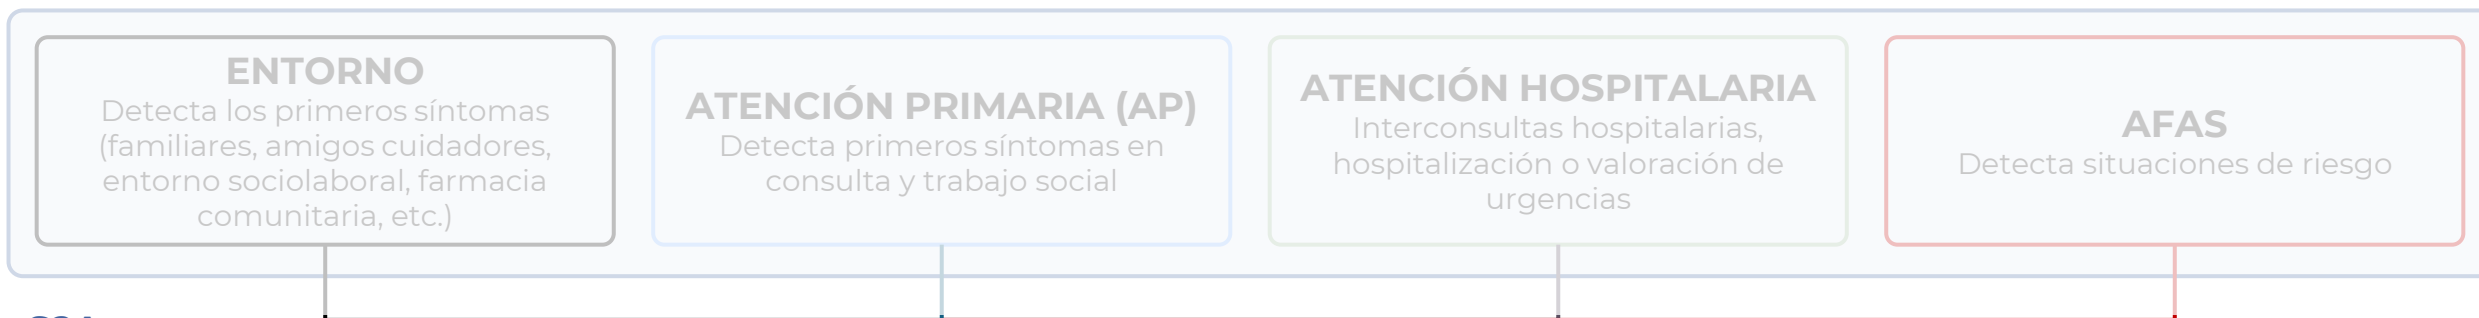 ENTORNO
Detecta los primeros síntomas
(familiares, amigos cuidadores,
entorno sociolaboral, farmacia
comunitaria, etc.)
ATENCIÓN PRIMARIA (AP)
Detecta primeros síntomas en
consulta y trabajo social
ATENCIÓN HOSPITALARIA
Interconsultas hospitalarias,
hospitalización o valoración de
urgencias
AFAS
Detecta situaciones de riesgo